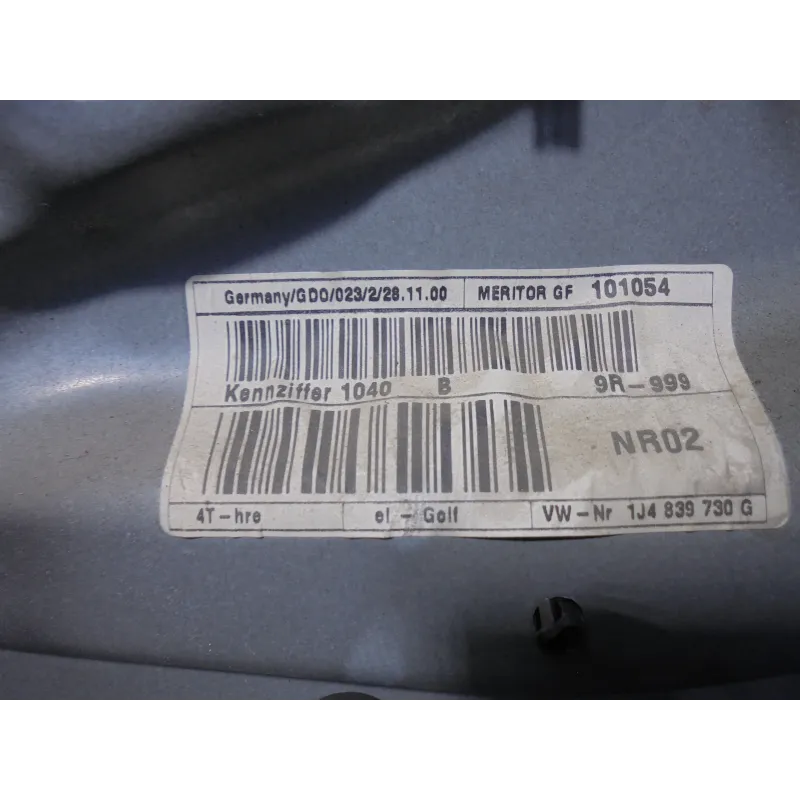 Germany/GDO/023/2/28.11.00 MERITOR GF 101054
Kennziffer 1040 B 9R-999
NR02
4T-hre el-Golf VW-Nr 1J4 839 730 G